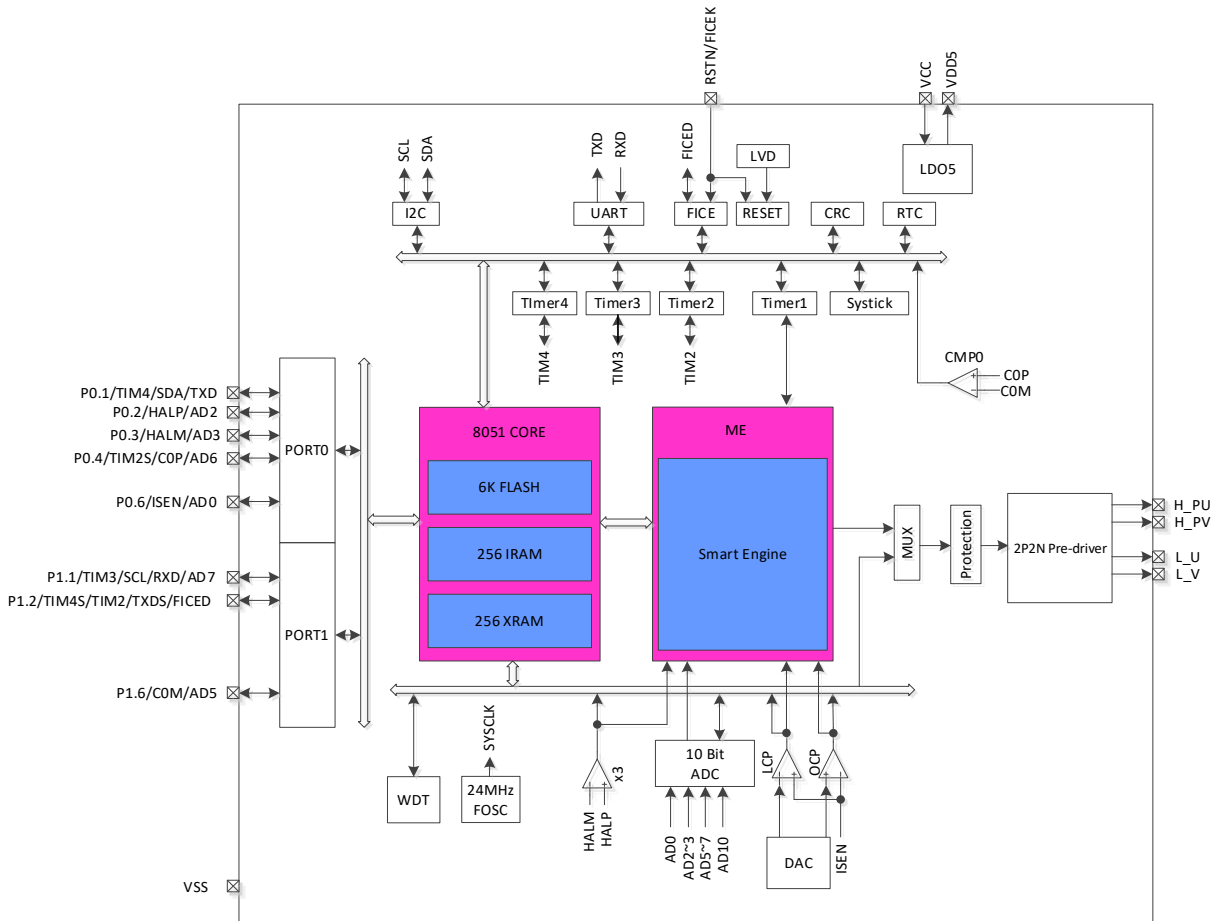 RSTN/FICEK
VCC
VDD5
SCL
SDA
TXD
RXD
FICED
LVD
LDO5
I2C
UART
FICE
RESET
CRC
RTC
TImer4
Timer3
Timer2
Timer1
Systick
TIM4
TIM3
TIM2
CMP0
C0P
C0M
+
-
P0.1/TIM4/SDA/TXD
P0.2/HALP/AD2
P0.3/HALM/AD3
P0.4/TIM2S/C0P/AD6
P0.6/ISEN/AD0
P1.1/TIM3/SCL/RXD/AD7
P1.2/TIM4S/TIM2/TXDS/FICED
P1.6/C0M/AD5
PORT0
PORT1
8051 CORE
6K FLASH
256 IRAM
256 XRAM
ME
Smart Engine
MUX
Protection
2P2N Pre-driver
H_PU
H_PV
L_U
L_V
SYSCLK
WDT
24MHz
FOSC
x3
HALM
HALP
10 Bit
ADC
AD0
AD2~3
AD5~7
AD10
LCP
OCP
DAC
ISEN
VSS